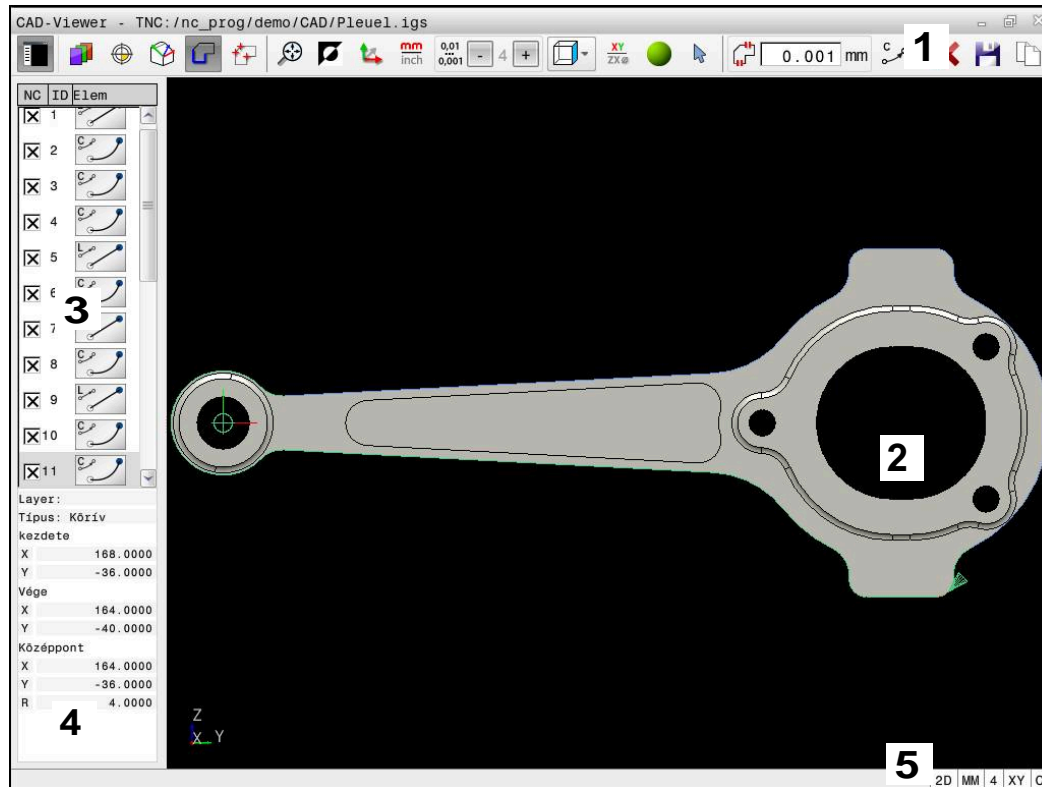 CAD-Viewer - TNC:/nc_prog/demo/CAD/Pleuel.igs
mm
inch
0,01
0,001
- 4 +
XY
ZX
0.001 mm
C
1
NC ID Elem
1
2 C
3 C
4 C
5 L
6 C
3
7
8 C
9 L
10 C
11 C
Layer:
Típus: Körív
kezdete
X 168.0000
Y -36.0000
Vége
X 164.0000
Y -40.0000
Középpont
X 164.0000
Y -36.0000
R 4.0000
4
2
Z
X Y
5
2D MM 4 XY